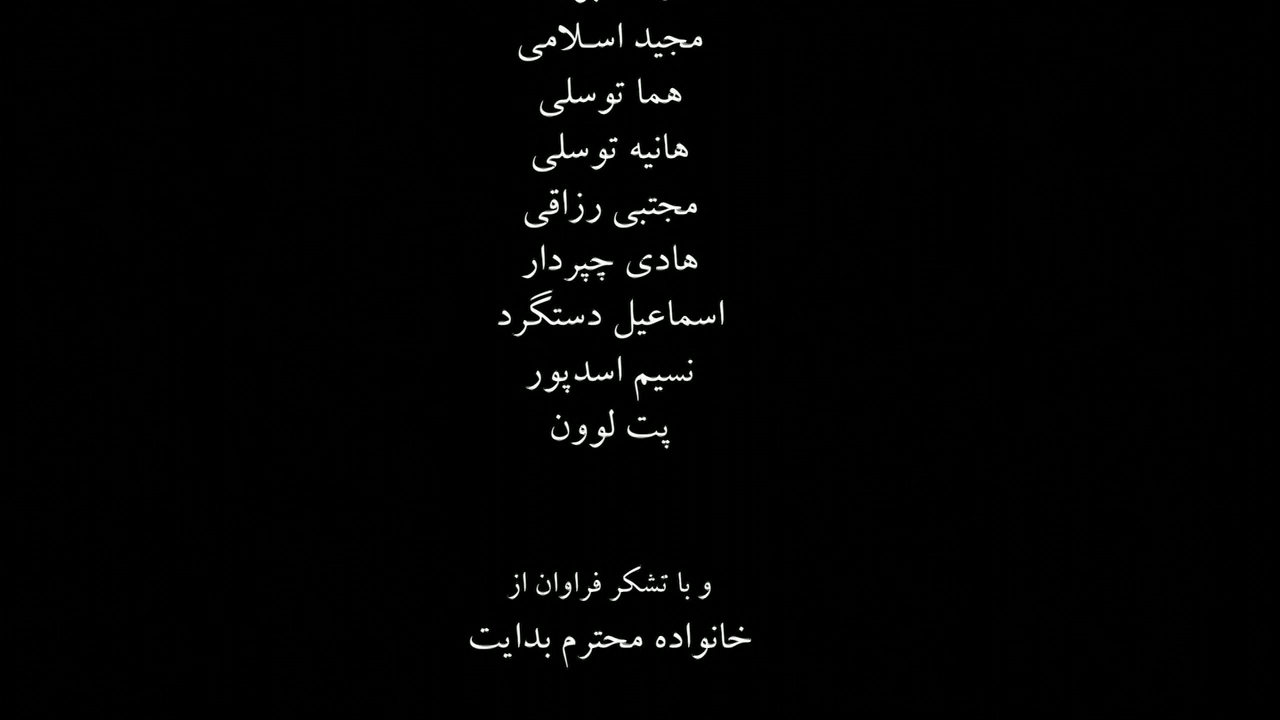 مجید اسلامی
هما توسلی
هانیه توسلی
مجتبی رزاقی
هادی چپردار
اسماعیل دستگرد
نسیم اسدپور
پت لوون
و با تشکر فراوان از
خانواده محترم بدایت